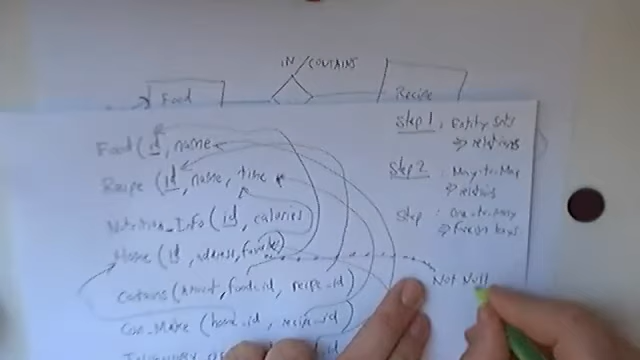 IN/CONTAINS
Food
Recipe
Food (id, name
Recipe (id, name, time
Nutrition_Info (id, calories)
Home (id, address, favorite)
Contains (amount, food_id, recipe_id)
Can_Make (home_id, recipe_id)
Inventory
Step 1: Entity Sets
⇒ relations
Step 2: Many-to-Many
⇒ relations
Step : One-to-Many
⇒ Foreign keys
Not Null